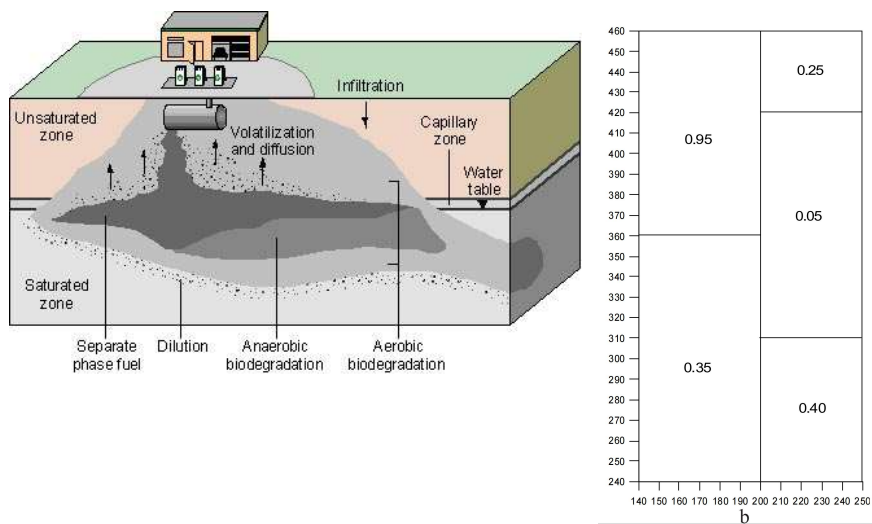 Infiltration
Unsaturated
zone
Volatilization
and diffusion
Capillary
zone
Water
table
Saturated
zone
Separate
phase fuel
Dilution
Anaerobic
biodegradation
Aerobic
biodegradation
460
450
440
430
420
410
400
390
380
370
360
350
340
330
320
310
300
290
280
270
260
250
240
0.25
0.95
0.05
0.35
0.40
140 150 160 170 180 190 200 210 220 230 240 250
b